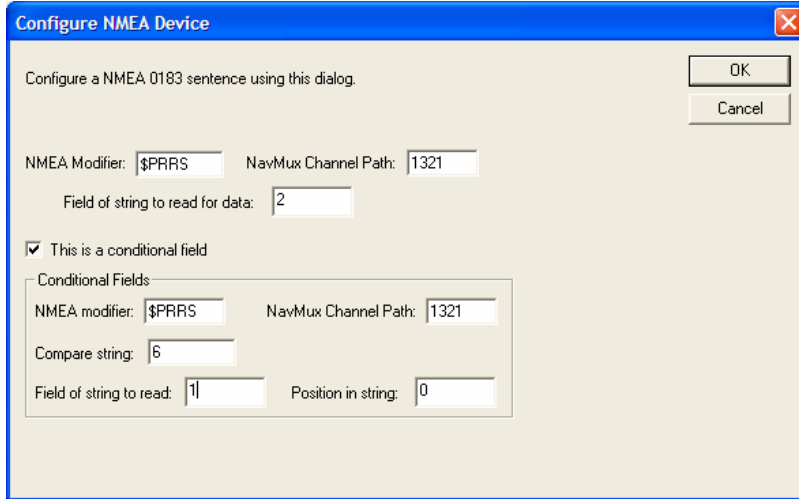 Configure NMEA Device
OK
Configure a NMEA 0183 sentence using this dialog.
Cancel
NMEA Modifier: $PRRS NavMux Channel Path: 1321
Field of string to read for data: 2
This is a conditional field
Conditional Fields
NMEA modifier: $PRRS NavMux Channel Path: 1321
Compare string: 6
Field of string to read: 1 Position in string: 0